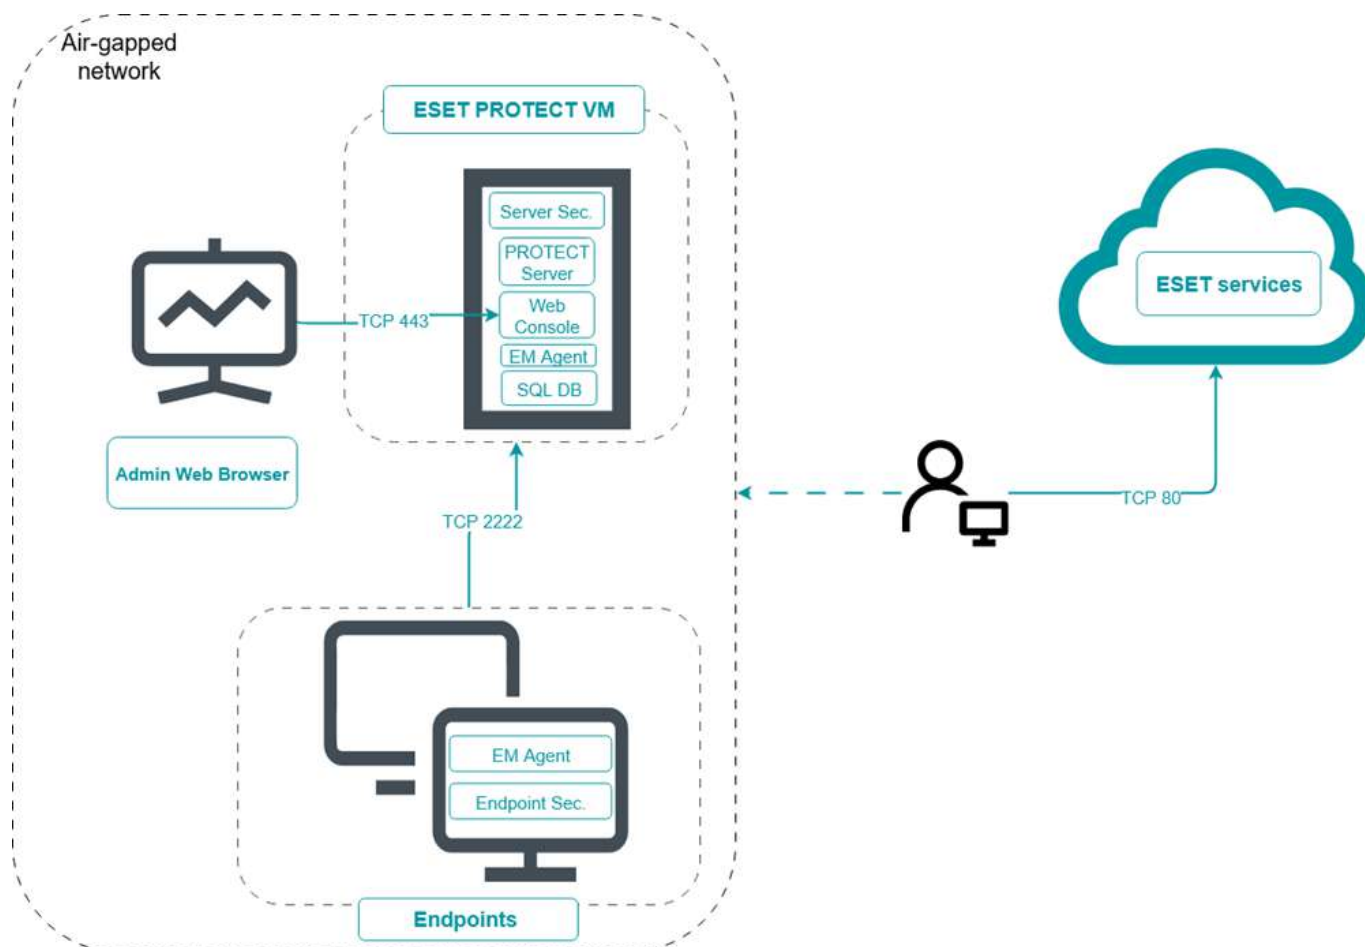 Air-gapped
network
ESET PROTECT VM
Server Sec.
PROTECT
Server
Web
Console
EM Agent
SQL DB
TCP 443
Admin Web Browser
TCP 2222
EM Agent
Endpoint Sec.
Endpoints
ESET services
TCP 80